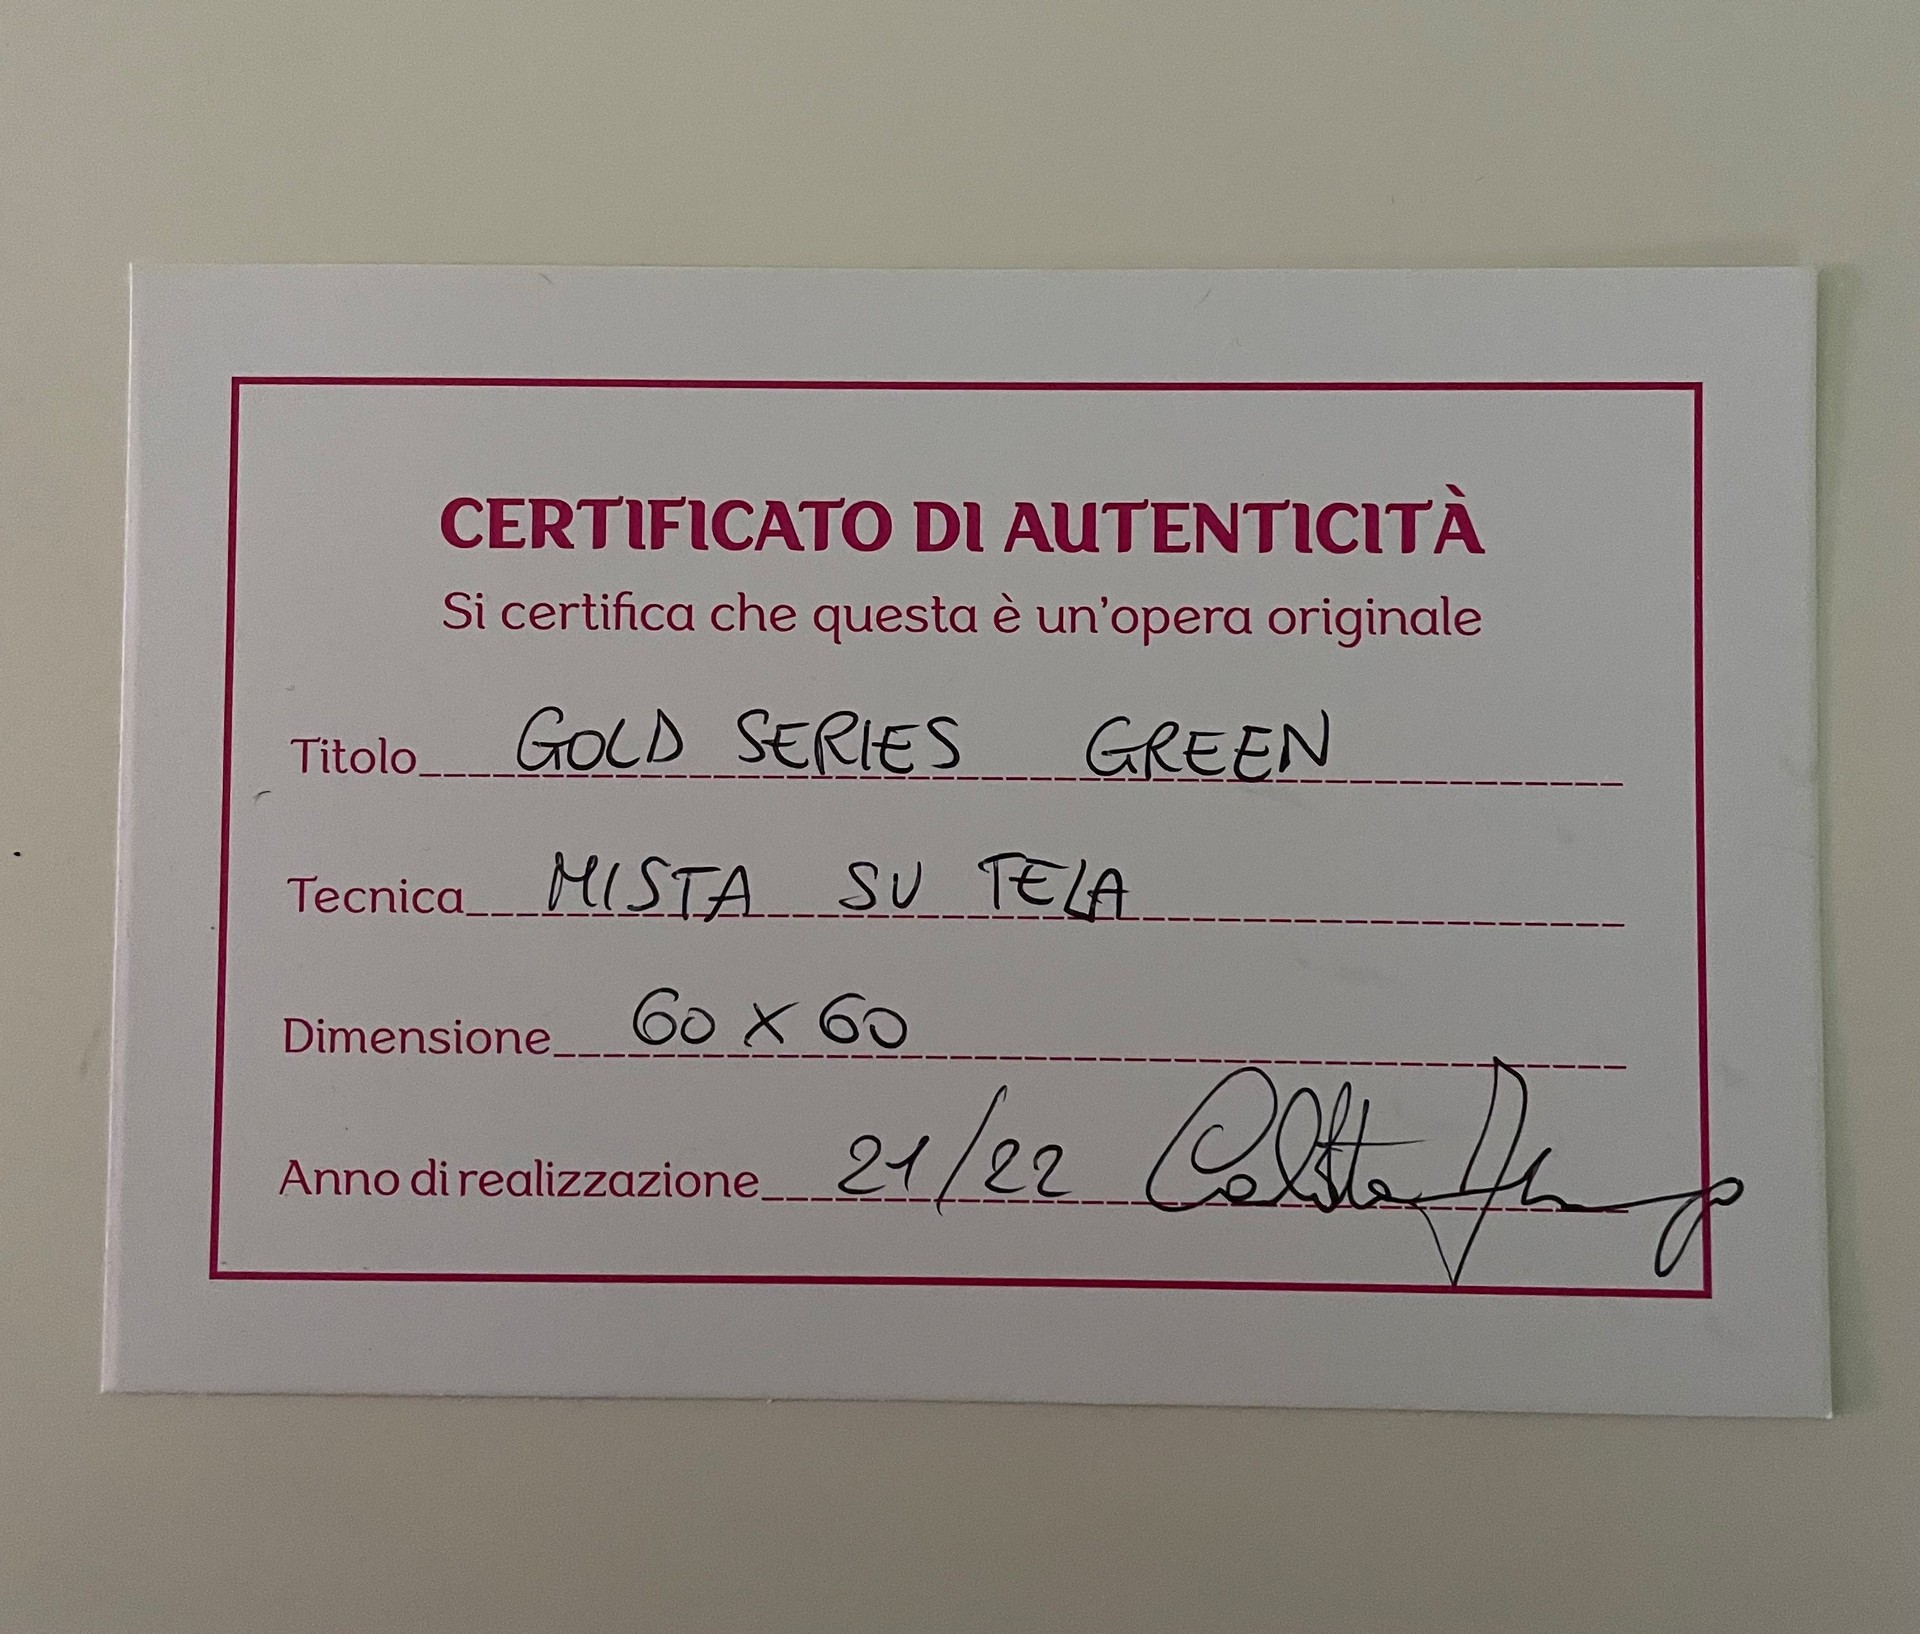 CERTIFICATO DI AUTENTICITÀ
Si certifica che questa è un'opera originale
Titolo GOLD SERIES GREEN
Tecnica MISTA SU TELA
Dimensione 60 x 60
Anno di realizzazione 21/22